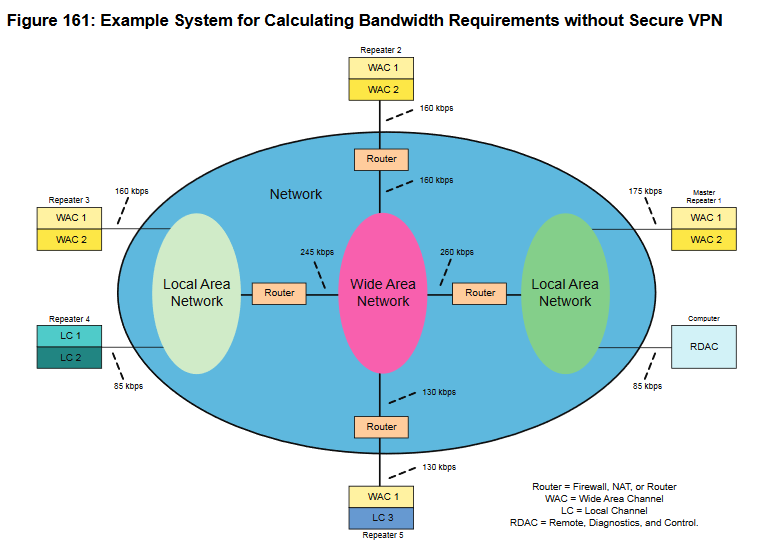 Figure 161: Example System for Calculating Bandwidth Requirements without Secure VPN
Repeater 2
WAC 1
WAC 2
160 kbps
Router
160 kbps
Network
Repeater 3
160 kbps
WAC 1
WAC 2
175 kbps
Master
Repeater 1
WAC 1
WAC 2
245 kbps
260 kbps
Local Area
Network
Router
Wide Area
Network
Router
Local Area
Network
Repeater 4
LC 1
LC 2
85 kbps
Computer
RDAC
85 kbps
130 kbps
Router
130 kbps
WAC 1
LC 3
Repeater 5
Router = Firewall, NAT, or Router
WAC = Wide Area Channel
LC = Local Channel
RDAC = Remote, Diagnostics, and Control.